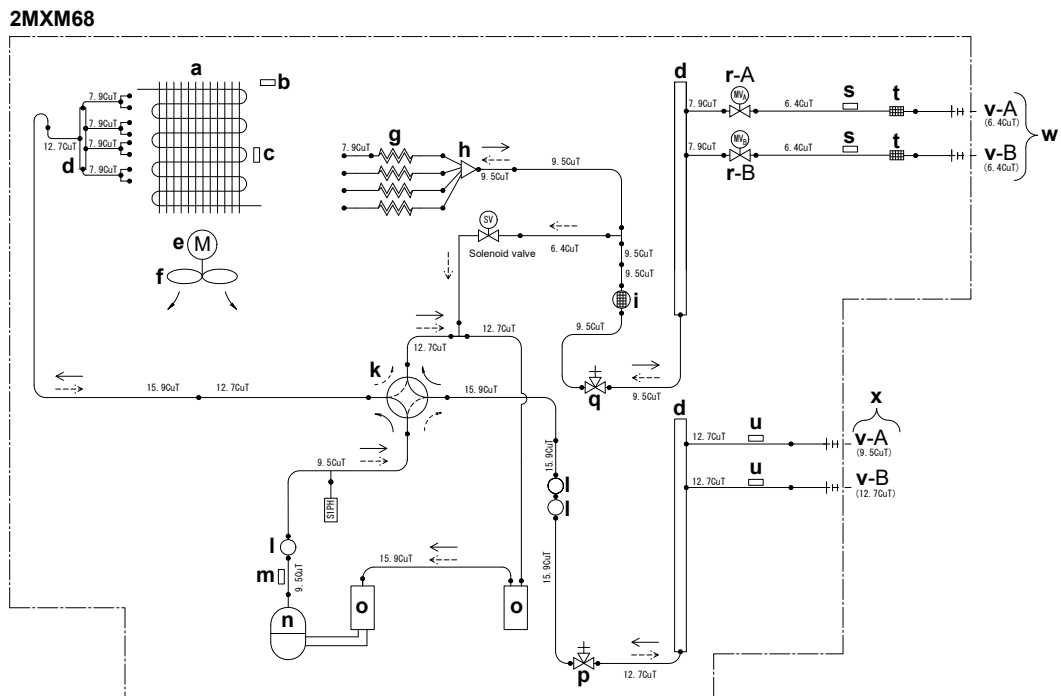 2MXM68
a
b
7.9CuT
7.9CuT
7.9CuT
7.9CuT
12.7CuT
d
c
e M
f
g
7.9CuT
h
9.5CuT
9.5CuT
SV
Solenoid valve
6.4CuT
9.5CuT
9.5CuT
i
9.5CuT
q
9.5CuT
d
r-A
MVA
7.9CuT
6.4CuT
s
t
v-A
(6.4CuT)
MVB
7.9CuT
r-B
6.4CuT
s
t
v-B
(6.4CuT)
w
12.7CuT
12.7CuT
k
15.9CuT
12.7CuT
15.9CuT
9.5CuT
S1PH
l
m
9.5CuT
n
15.9CuT
o
o
15.9CuT
l
l
15.9CuT
p
12.7CuT
d
12.7CuT
u
x
v-A
(9.5CuT)
12.7CuT
u
v-B
(12.7CuT)